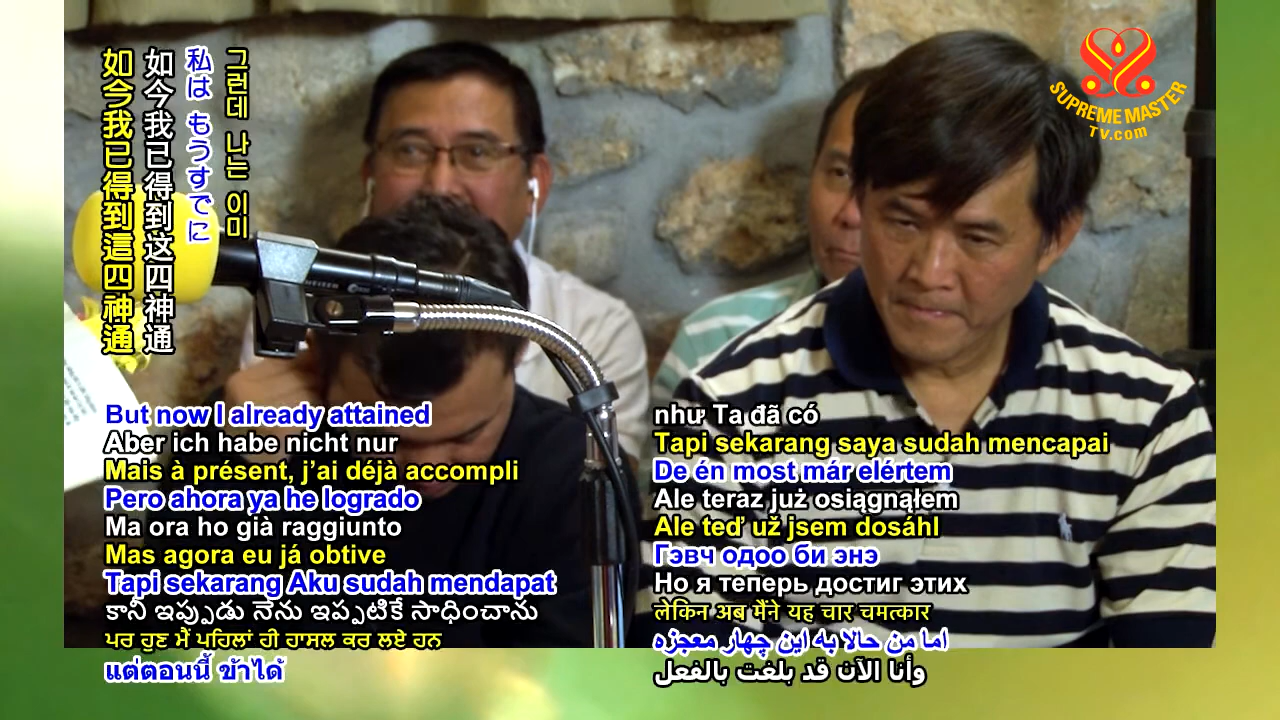 그런데 나는 이미
私は もうすでに
如今我已得到这四神通
如今我已得到這四神通
SUPREME MASTER
TV.com
But now I already attained
Aber ich habe nicht nur
Mais à présent, j’ai déjà accompli
Pero ahora ya he logrado
Ma ora ho già raggiunto
Mas agora eu já obtive
Tapi sekarang Aku sudah mendapat
కానీ ఇప్పుడు నేను ఇప్పటికే సాధించాను
ਪਰ ਹੁਣ ਮੈਂ ਪਹਿਲਾਂ ਹੀ ਹਾਸਲ ਕਰ ਲਏ ਹਨ
แต่ตอนนี้ ข้าได้
như Ta đã có
Tapi sekarang saya sudah mencapai
De én most már elértem
Ale teraz już osiągnąłem
Ale teď už jsem dosáhl
Гэвч одоо би энэ
Но я теперь достиг этих
लेकिन अब मैंने यह चार चमत्कार
اما من حالا به این چهار معجزه
وأنا الآن قد بلغت بالفعل